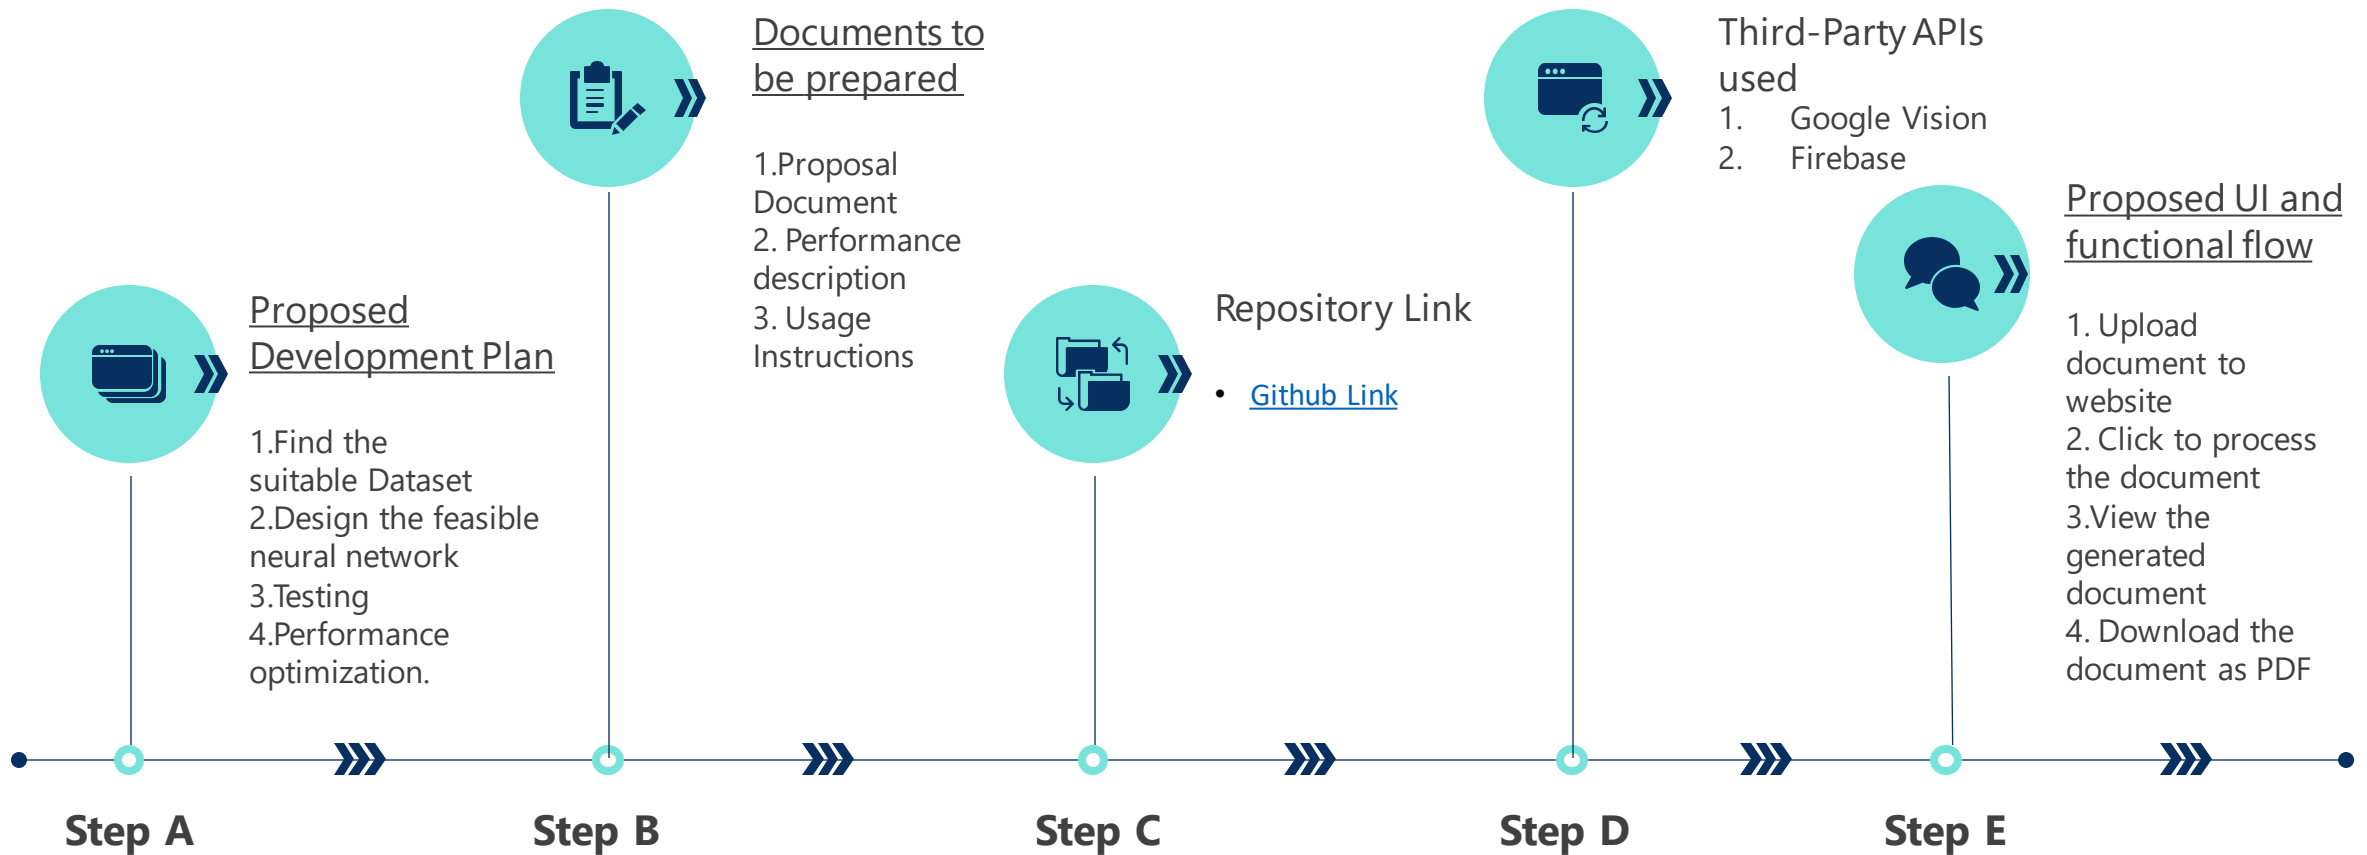 Proposed
Development Plan
1.Find the
suitable Dataset
2.Design the feasible
neural network
3.Testing
4.Performance
optimization.
Documents to
be prepared
1.Proposal
Document
2. Performance
description
3. Usage
Instructions
Repository Link
• Github Link
Third-Party APIs
used
1. Google Vision
2. Firebase
Proposed UI and
functional flow
1. Upload
document to
website
2. Click to process
the document
3.View the
generated
document
4. Download the
document as PDF
Step A
Step B
Step C
Step D
Step E